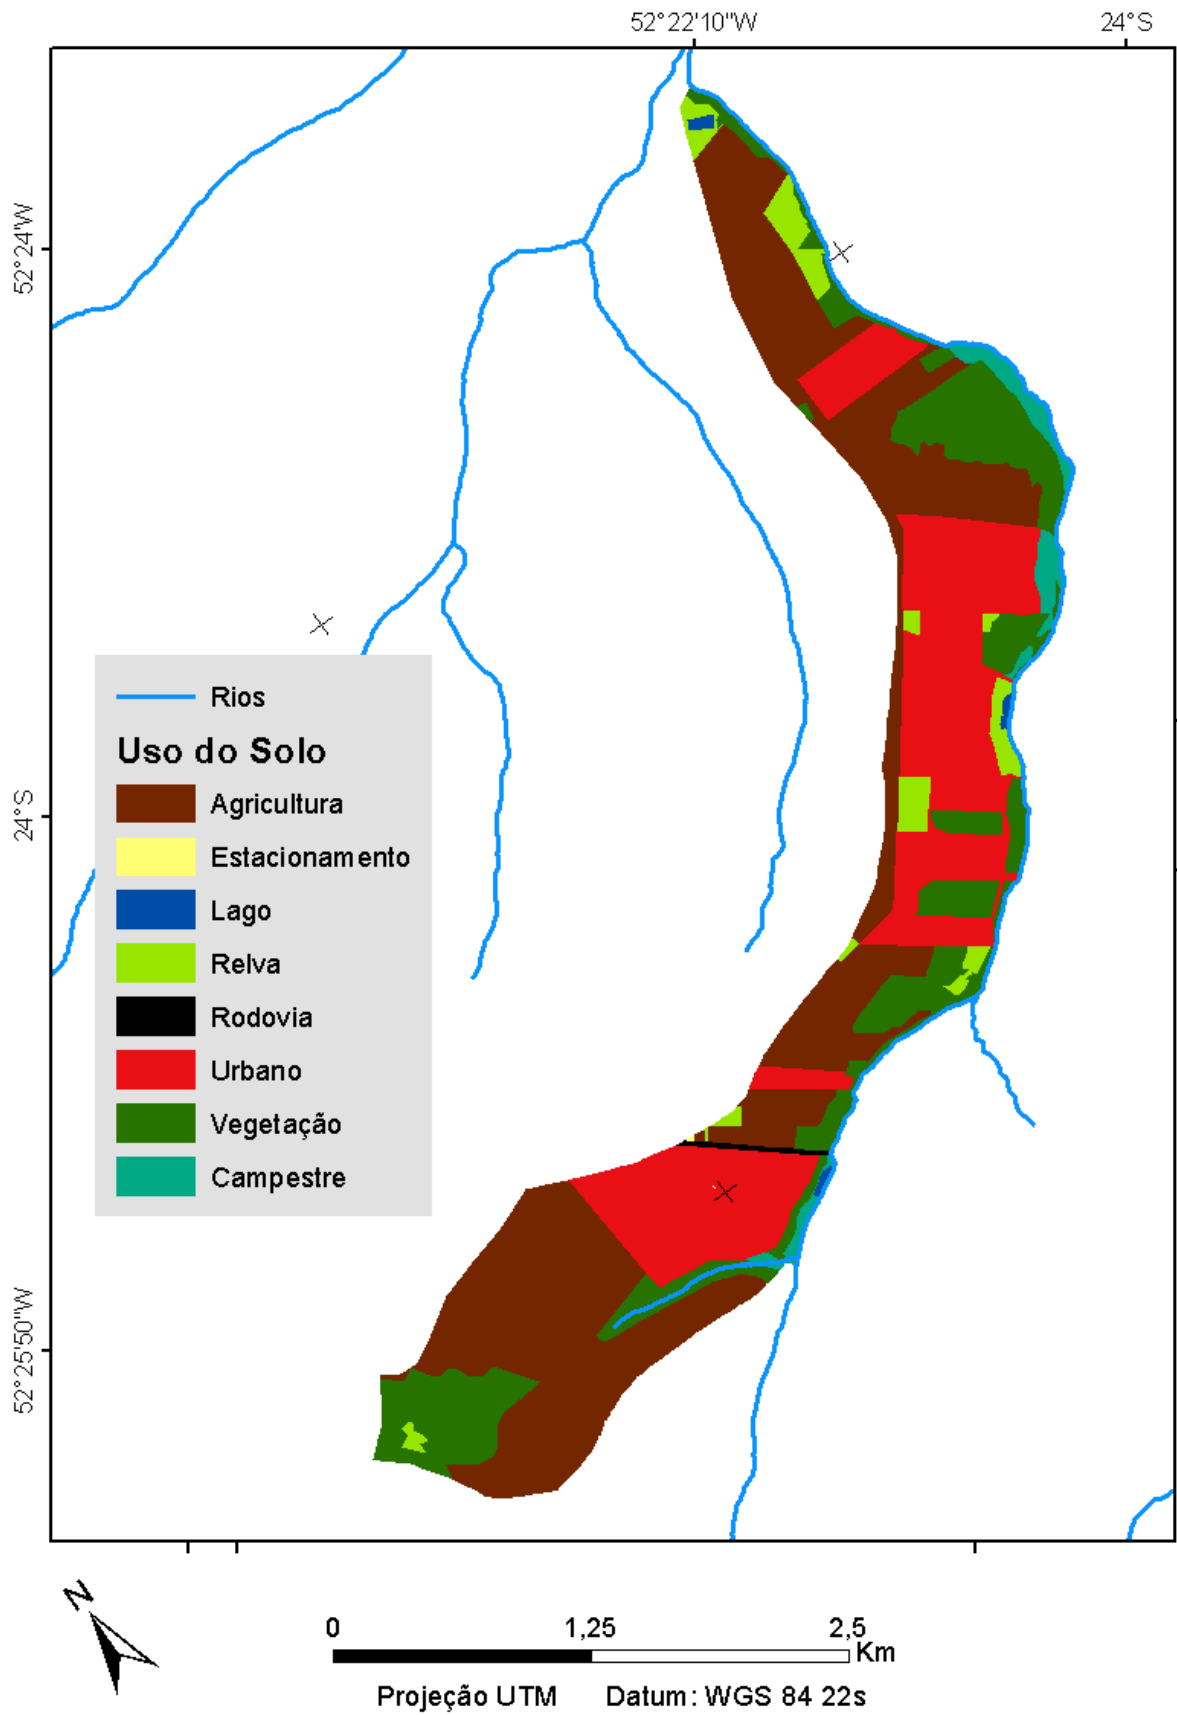 52°22'10"W
24°S
52°24'W
24°S
52°25'50"W
Rios
Uso do Solo
Agricultura
Estacionamento
Lago
Relva
Rodovia
Urbano
Vegetação
Campestre
N
0 1,25 2,5
Km
Projeção UTM Datum: WGS 84 22s